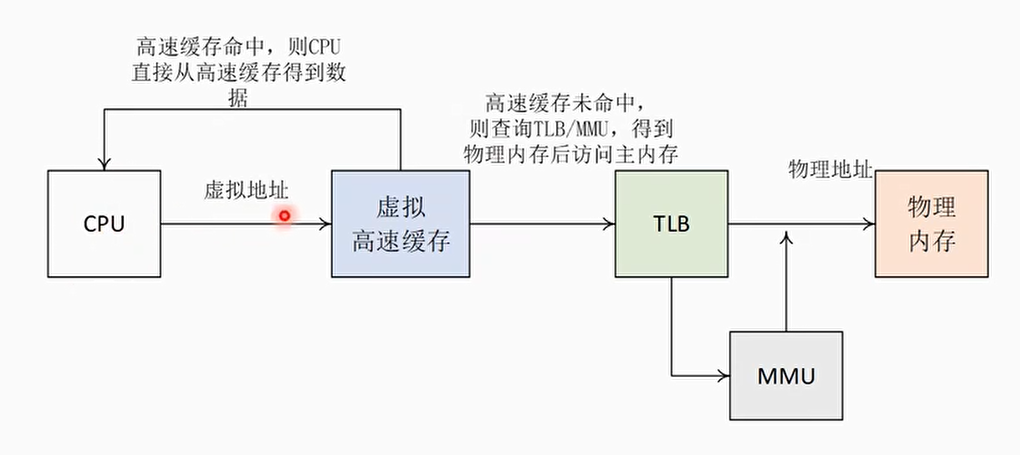 高速缓存命中，则CPU
直接从高速缓存得到数
据
高速缓存未命中，
则查询TLB/MMU，得到
物理内存后访问主内存
CPU
虚拟地址
虚拟
高速缓存
TLB
物理地址
物理
内存
MMU